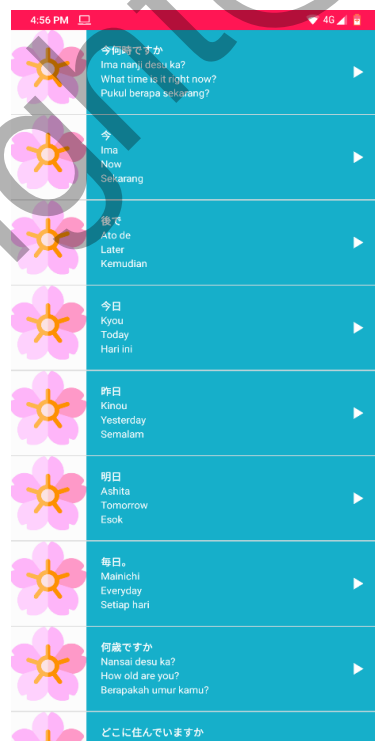 4:56 PM 4G
今何時ですか
Ima nanji desu ka?
What time is it right now?
Pukul berapa sekarang?
今
Ima
Now
Sekarang
後で
Ato de
Later
Kemudian
今日
Kyou
Today
Hari ini
昨日
Kinou
Yesterday
Semalam
明日
Ashita
Tomorrow
Esok
毎日。
Mainichi
Everyday
Setiap hari
何歳ですか
Nansai desu ka?
How old are you?
Berapakah umur kamu?
どこに住んでいますか